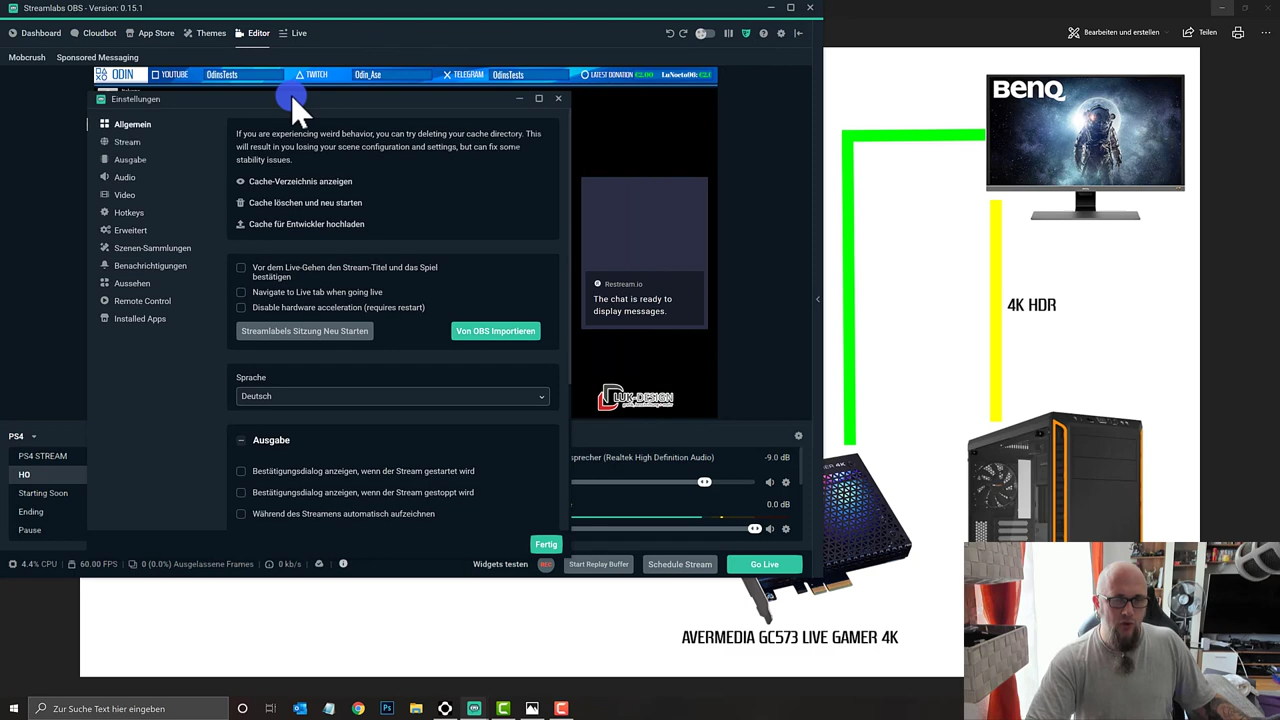 Streamlabs OBS - Version: 0.15.1
Dashboard
Cloudbot
App Store
Themes
Editor
Live
Bearbeiten und erstellen
Teilen
Mobcrush
Sponsored Messaging
ODIN
YOUTUBE
OdinsTests
TWITCH
Odin_Ase
TELEGRAM
OdinsTests
LATEST DONATION €2.00
BenQ
Einstellungen
Allgemein
Stream
Ausgabe
Audio
Video
Hotkeys
Erweitert
Szenen-Sammlungen
Benachrichtigungen
Aussehen
Remote Control
Installed Apps
If you are experiencing weird behavior, you can try deleting your cache directory. This
will result in you losing your scene configuration and settings, but can fix some
stability issues.
Cache-Verzeichnis anzeigen
Cache löschen und neu starten
Cache für Entwickler hochladen
Vor dem Live-Gehen den Stream-Titel und das Spiel
bestätigen
Navigate to Live tab when going live
Disable hardware acceleration (requires restart)
Streamlabels Sitzung Neu Starten
Von OBS Importieren
Sprache
Deutsch
Ausgabe
Bestätigungsdialog anzeigen, wenn der Stream gestartet wird
Bestätigungsdialog anzeigen, wenn der Stream gestoppt wird
Während des Streamens automatisch aufzeichnen
Fertig
Restream.io
The chat is ready to
display messages.
LUK-DESIGN
4K HDR
PS4
PS4 STREAM
HO
Starting Soon
Ending
Pause
sprecher (Realtek High Definition Audio)
-9.0 dB
0.0 dB
4.4% CPU
60.00 FPS
0 (0.0%) Ausgelassene Frames
0 kb/s
Widgets testen
REC
Start Replay Buffer
Schedule Stream
Go Live
AVERMEDIA GC573 LIVE GAMER 4K
Zur Suche Text hier eingeben